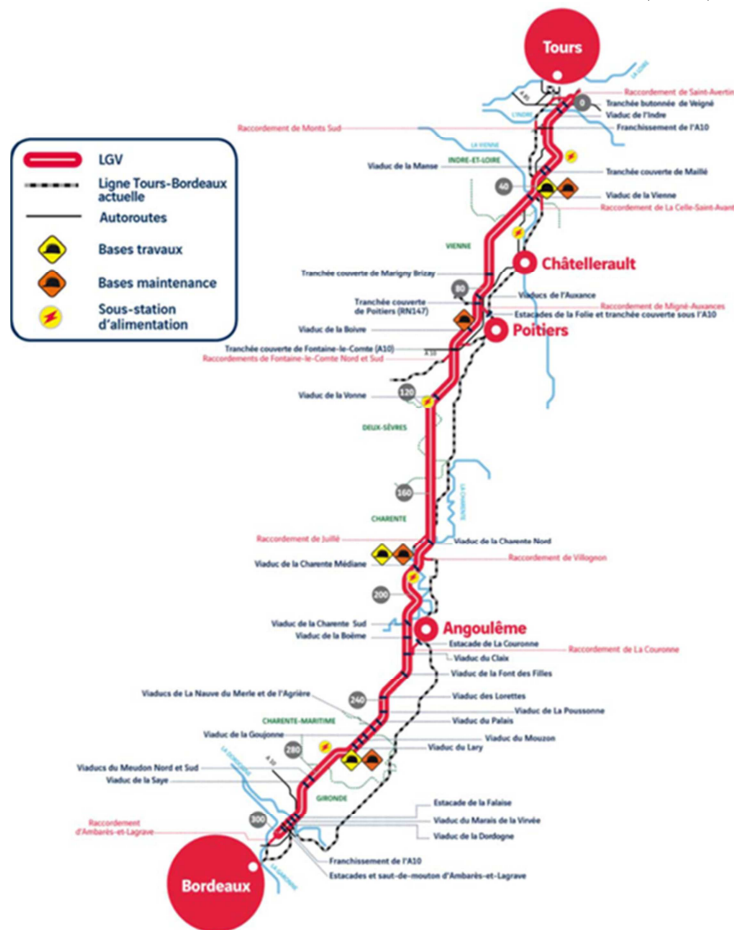 Tours
LA LOIRE
A 85
Raccordement de Saint-Avertin
0
Tranchée butonnée de Veigné
L'INDRE
Viaduc de l'Indre
Raccordement de Monts Sud
Franchissement de l'A10
LA VIENNE
INDRE-ET-LOIRE
Viaduc de la Manse
Tranchée couverte de Maillé
40
Viaduc de la Vienne
Raccordement de La Celle-Saint-Avant
LGV
Ligne Tours-Bordeaux
actuelle
Autoroutes
Bases travaux
Bases maintenance
Sous-station
d'alimentation
VIENNE
Châtellerault
Tranchée couverte de Marigny Brizay
80
Viaducs de l'Auxance
Tranchée couverte
de Poitiers (RN147)
Raccordement de Migné-Auxances
Estacades de la Folie et tranchée couverte sous l'A10
Viaduc de la Boivre
Poitiers
Tranchée couverte de Fontaine-le-Comte (A10)
A 10
Raccordements de Fontaine-le-Comte Nord et Sud
120
Viaduc de la Vonne
DEUX-SÈVRES
160
LA CHARENTE
CHARENTE
Raccordement de Juillé
Viaduc de la Charente Nord
Viaduc de la Charente Médiane
Raccordement de Villognon
200
Viaduc de la Charente Sud
Angoulême
Viaduc de la Boëme
Estacade de La Couronne
Raccordement de La Couronne
Viaduc du Claix
Viaduc de la Font des Filles
Viaducs de La Nauve du Merle et de l'Agrière
240
Viaduc des Lorettes
Viaduc de La Poussonne
CHARENTE-MARITIME
Viaduc du Palais
Viaduc de la Goujonne
Viaduc du Mouzon
280
Viaduc du Lary
LA DORDOGNE
A 10
Viaducs du Meudon Nord et Sud
Viaduc de la Saye
GIRONDE
Estacade de la Falaise
300
Raccordement
d'Ambarès-et-Lagrave
Viaduc du Marais de la Virvée
Viaduc de la Dordogne
Franchissement de l'A10
Bordeaux
LA GARONNE
Estacades et saut-de-mouton d'Ambarès-et-Lagrave